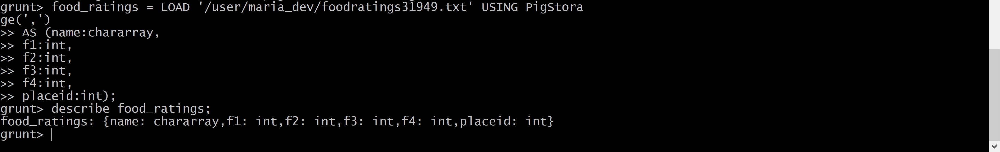 grunt> food_ratings = LOAD '/user/maria_dev/foodratings31949.txt' USING PigStora
ge(',')
>> AS (name:chararray,
>> f1:int,
>> f2:int,
>> f3:int,
>> f4:int,
>> placeid:int);
grunt> describe food_ratings;
food_ratings: {name: chararray,f1: int,f2: int,f3: int,f4: int,placeid: int}
grunt>